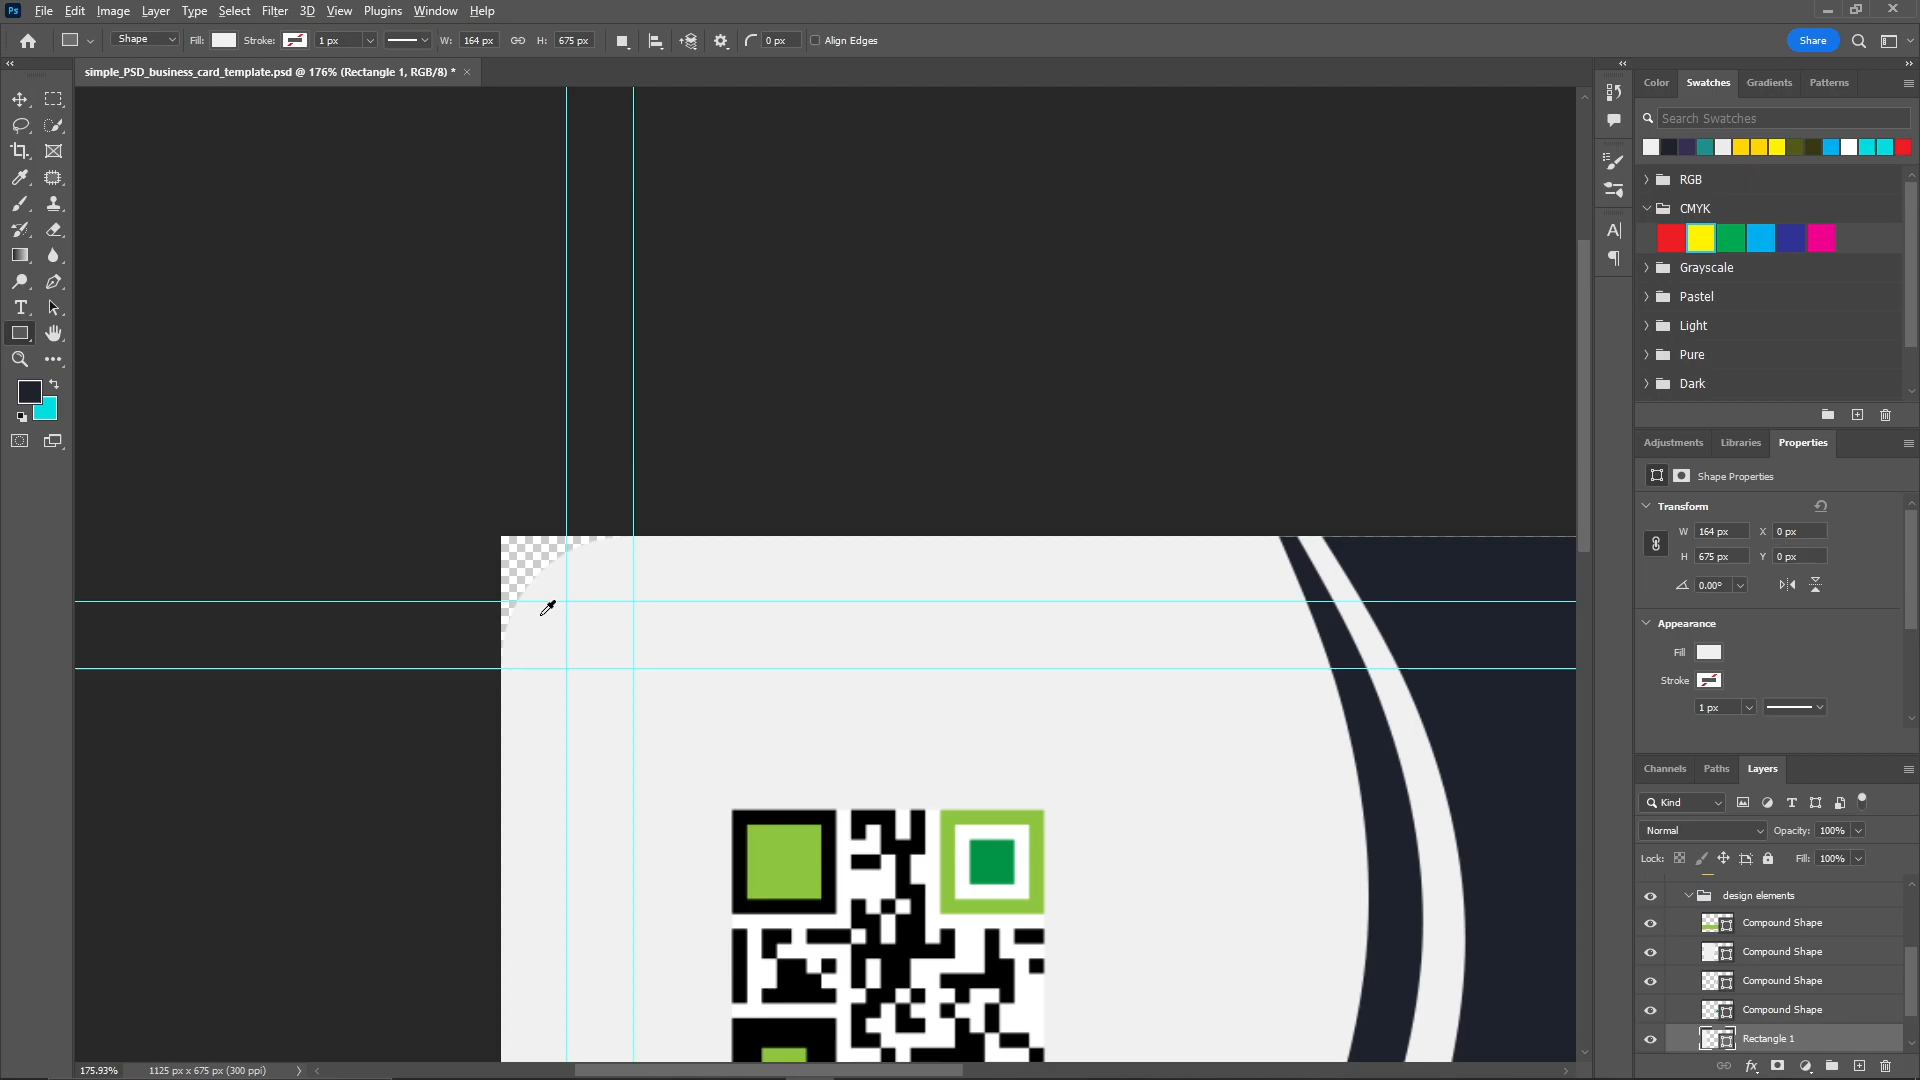 Ps File Edit Image Layer Type Select Filter 3D View Plugins Window Help
Shape Fill: Stroke: 1 px W: 164 px H: 675 px 0 px Align Edges Share
simple_PSD_business_card_template.psd @ 176% (Rectangle 1, RGB/8) *
Color Swatches Gradients Patterns
Search Swatches
RGB
CMYK
Grayscale
Pastel
Light
Pure
Dark
Adjustments Libraries Properties
Shape Properties
Transform
W 164 px X 0 px
H 675 px Y 0 px
0.00°
Appearance
Fill
Stroke
1 px
Channels Paths Layers
Kind
Normal Opacity: 100%
Lock: Fill: 100%
design elements
Compound Shape
Compound Shape
Compound Shape
Compound Shape
Rectangle 1
175.93% 1125 px x 675 px (300 ppi)